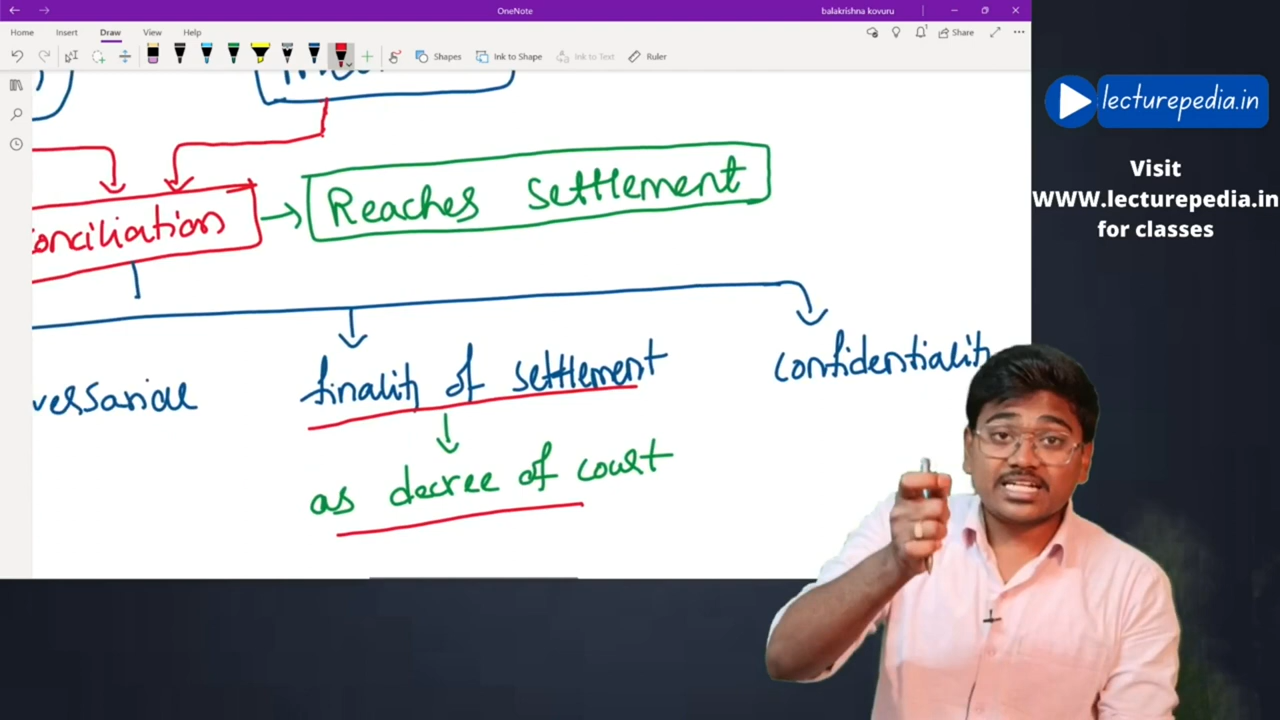 OneNote
balakrishna kovuru
Home Insert Draw View Help
Share
Shapes Ink to Shape Ink to Text Ruler
lecturepedia.in
Visit
WWW.lecturepedia.in
for classes
Reaches Settlement
onciliation
versariae
finality of settlement
confidentiality
as decree of court